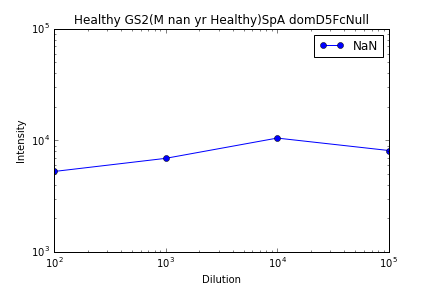 Healthy GS2(M nan yr Healthy)SpA domD5FcNull
10^5
NaN
10^4
Intensity
10^3
10^2 10^3 10^4 10^5
Dilution